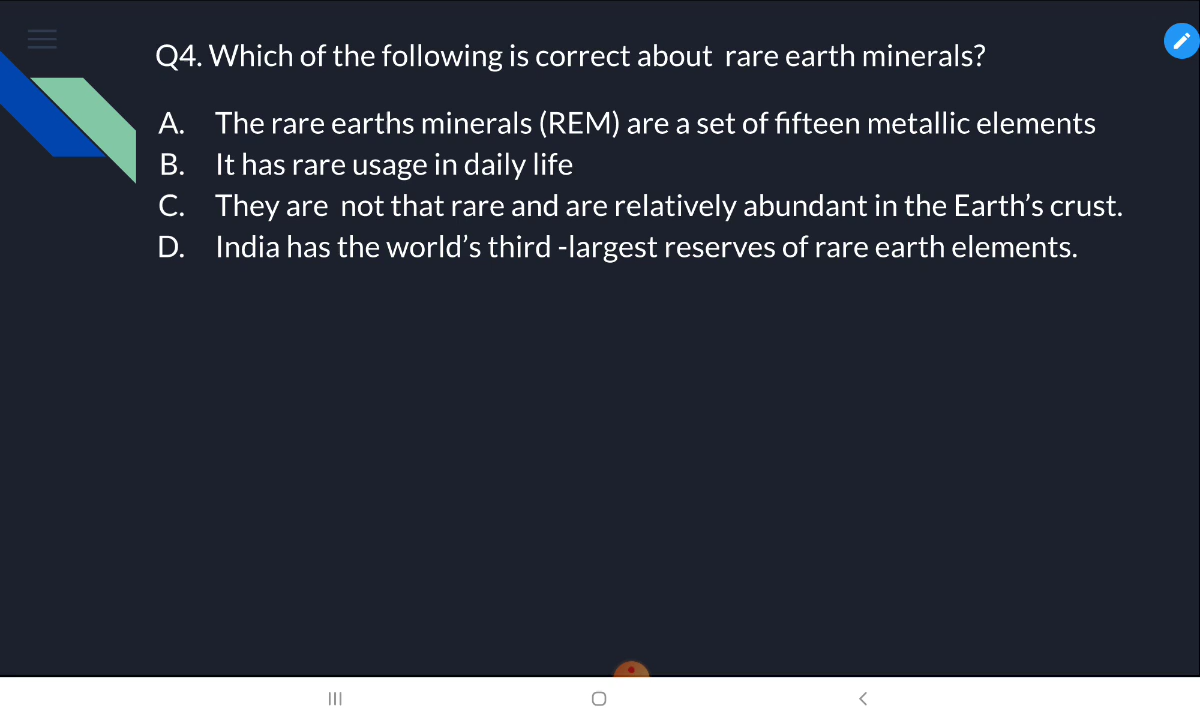 Q4. Which of the following is correct about rare earth minerals?
A. The rare earths minerals (REM) are a set of fifteen metallic elements
B. It has rare usage in daily life
C. They are not that rare and are relatively abundant in the Earth’s crust.
D. India has the world’s third -largest reserves of rare earth elements.